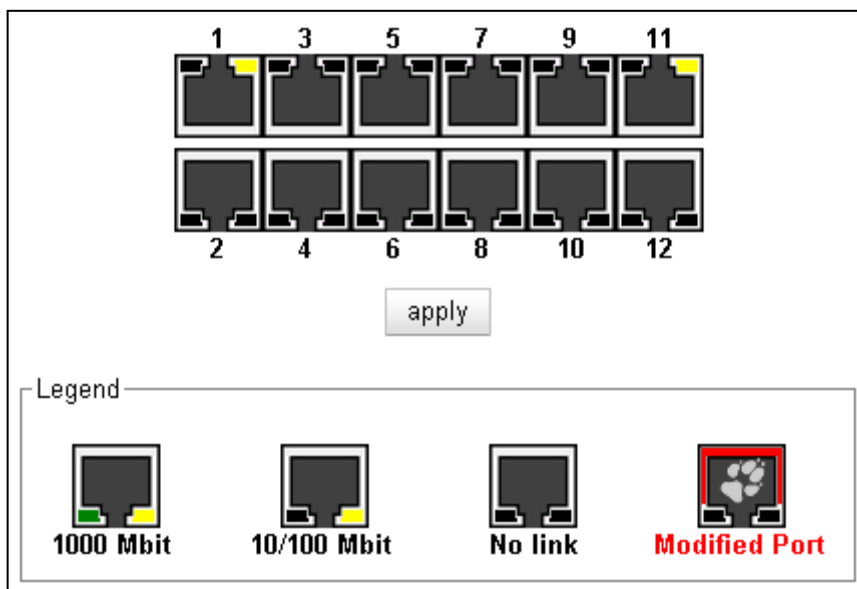 1 3 5 7 9 11
2 4 6 8 10 12
apply
Legend
1000 Mbit 10/100 Mbit No link Modified Port